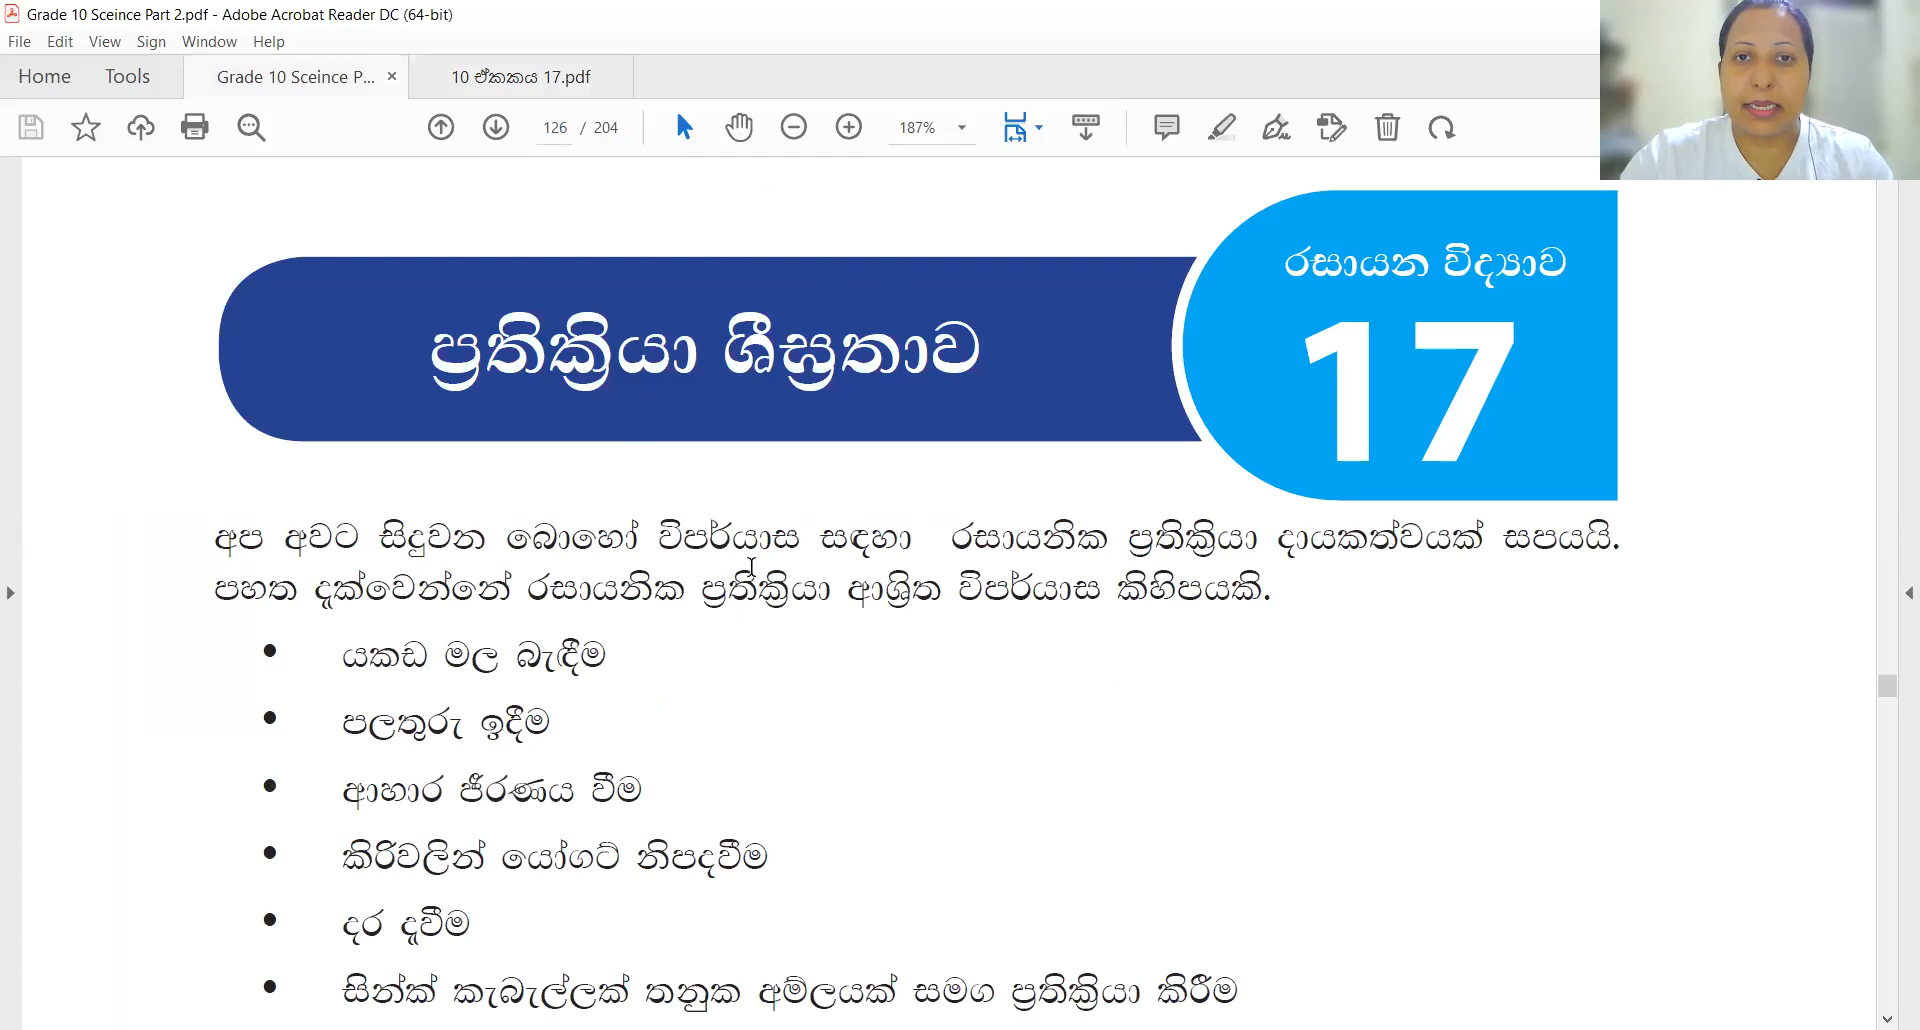 Grade 10 Sceince Part 2.pdf - Adobe Acrobat Reader DC (64-bit)
File Edit View Sign Window Help
Home Tools Grade 10 Sceince P... × 10 ඒකකය 17.pdf
126 / 204 187%
රසායන විද්‍යාව
17
ප්‍රතික්‍රියා ශීඝ්‍රතාව
අප අවට සිදුවන බොහෝ විපර්යාස සඳහා රසායනික ප්‍රතික්‍රියා දායකත්වයක් සපයයි.
පහත දැක්වෙන්නේ රසායනික ප්‍රතික්‍රියා ආශ්‍රිත විපර්යාස කිහිපයකි.
• යකඩ මල බැඳීම
• පලතුරු ඉදීම
• ආහාර ජීරණය වීම
• කිරිවලින් යෝගට් නිපදවීම
• දර දැවීම
• සින්ක් කැබැල්ලක් තනුක අම්ලයක් සමග ප්‍රතික්‍රියා කිරීම